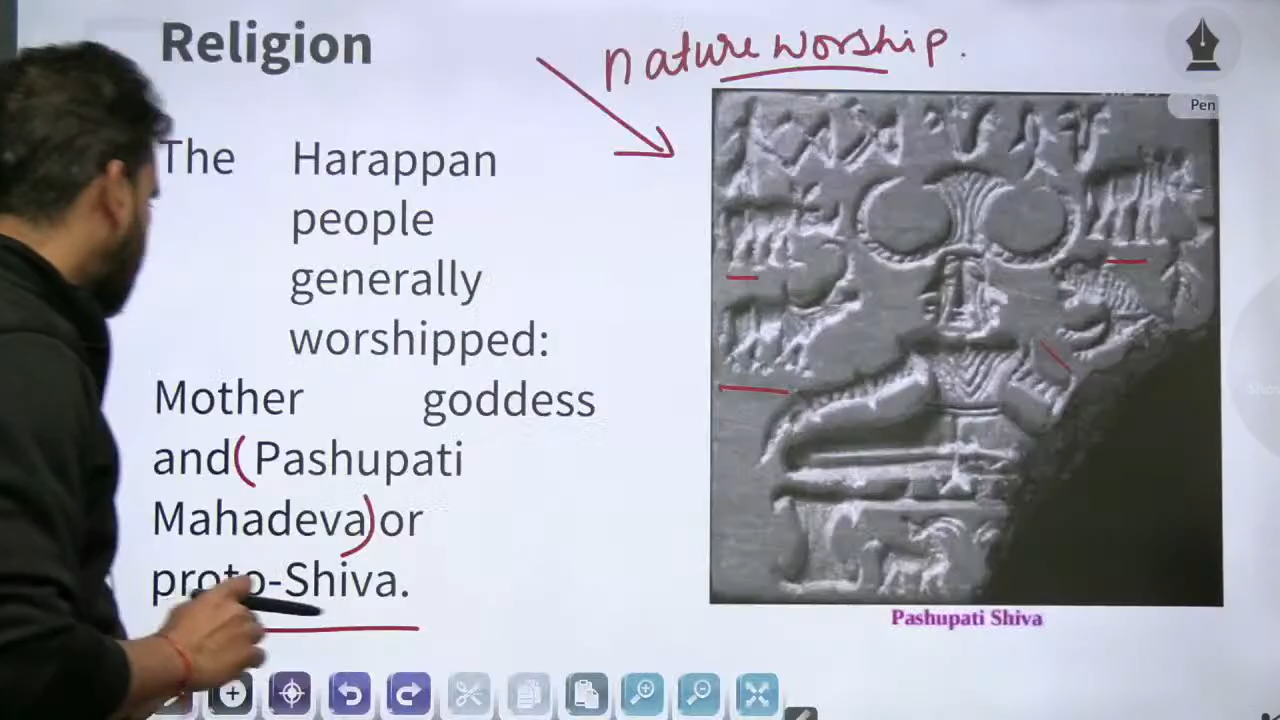 Religion
nature worship.
Pen
The Harappan
people
generally
worshipped:
Mother goddess
and (Pashupati
Mahadeva) or
proto-Shiva.
Pashupati Shiva